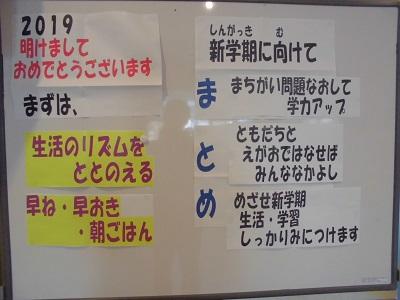 2019
明けまして
おめでとうございます
まずは、
生活のリズムを
ととのえる
早ね・早おき
・朝ごはん
しんがっき む
新学期に向けて
ま
まちがい問題なおして
学力アップ
と
ともだちと
えがおではなせば
みんななかよし
め
めざせ新学期
生活・学習
しっかりみにつけます